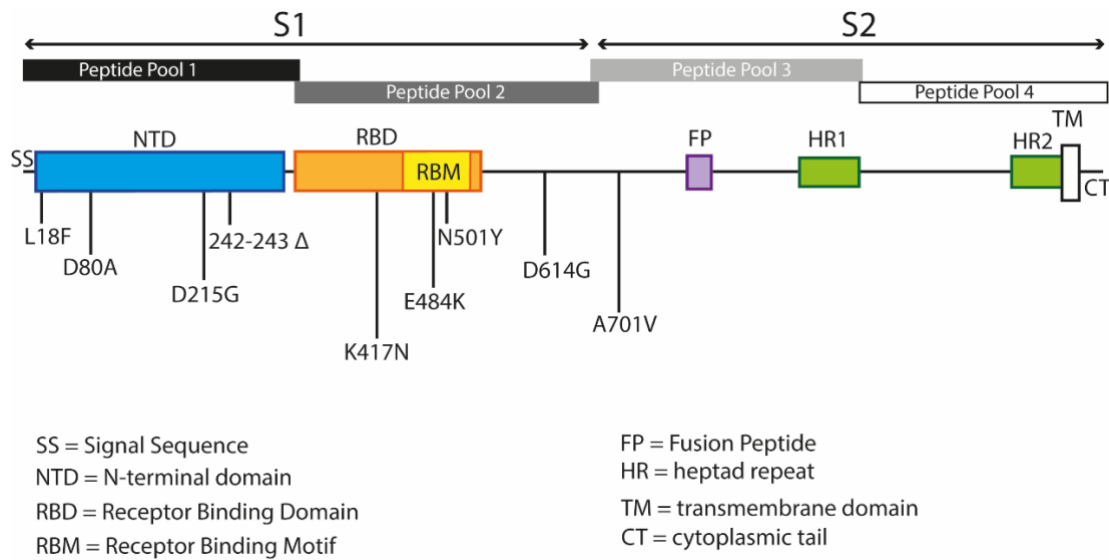 S1 S2
Peptide Pool 1
Peptide Pool 2
Peptide Pool 3
Peptide Pool 4
SS NTD RBD RBM FP HR1 HR2 TM CT
L18F
D80A
D215G
242-243 Δ
K417N
E484K
N501Y
D614G
A701V
SS = Signal Sequence
NTD = N-terminal domain
RBD = Receptor Binding Domain
RBM = Receptor Binding Motif
FP = Fusion Peptide
HR = heptad repeat
TM = transmembrane domain
CT = cytoplasmic tail